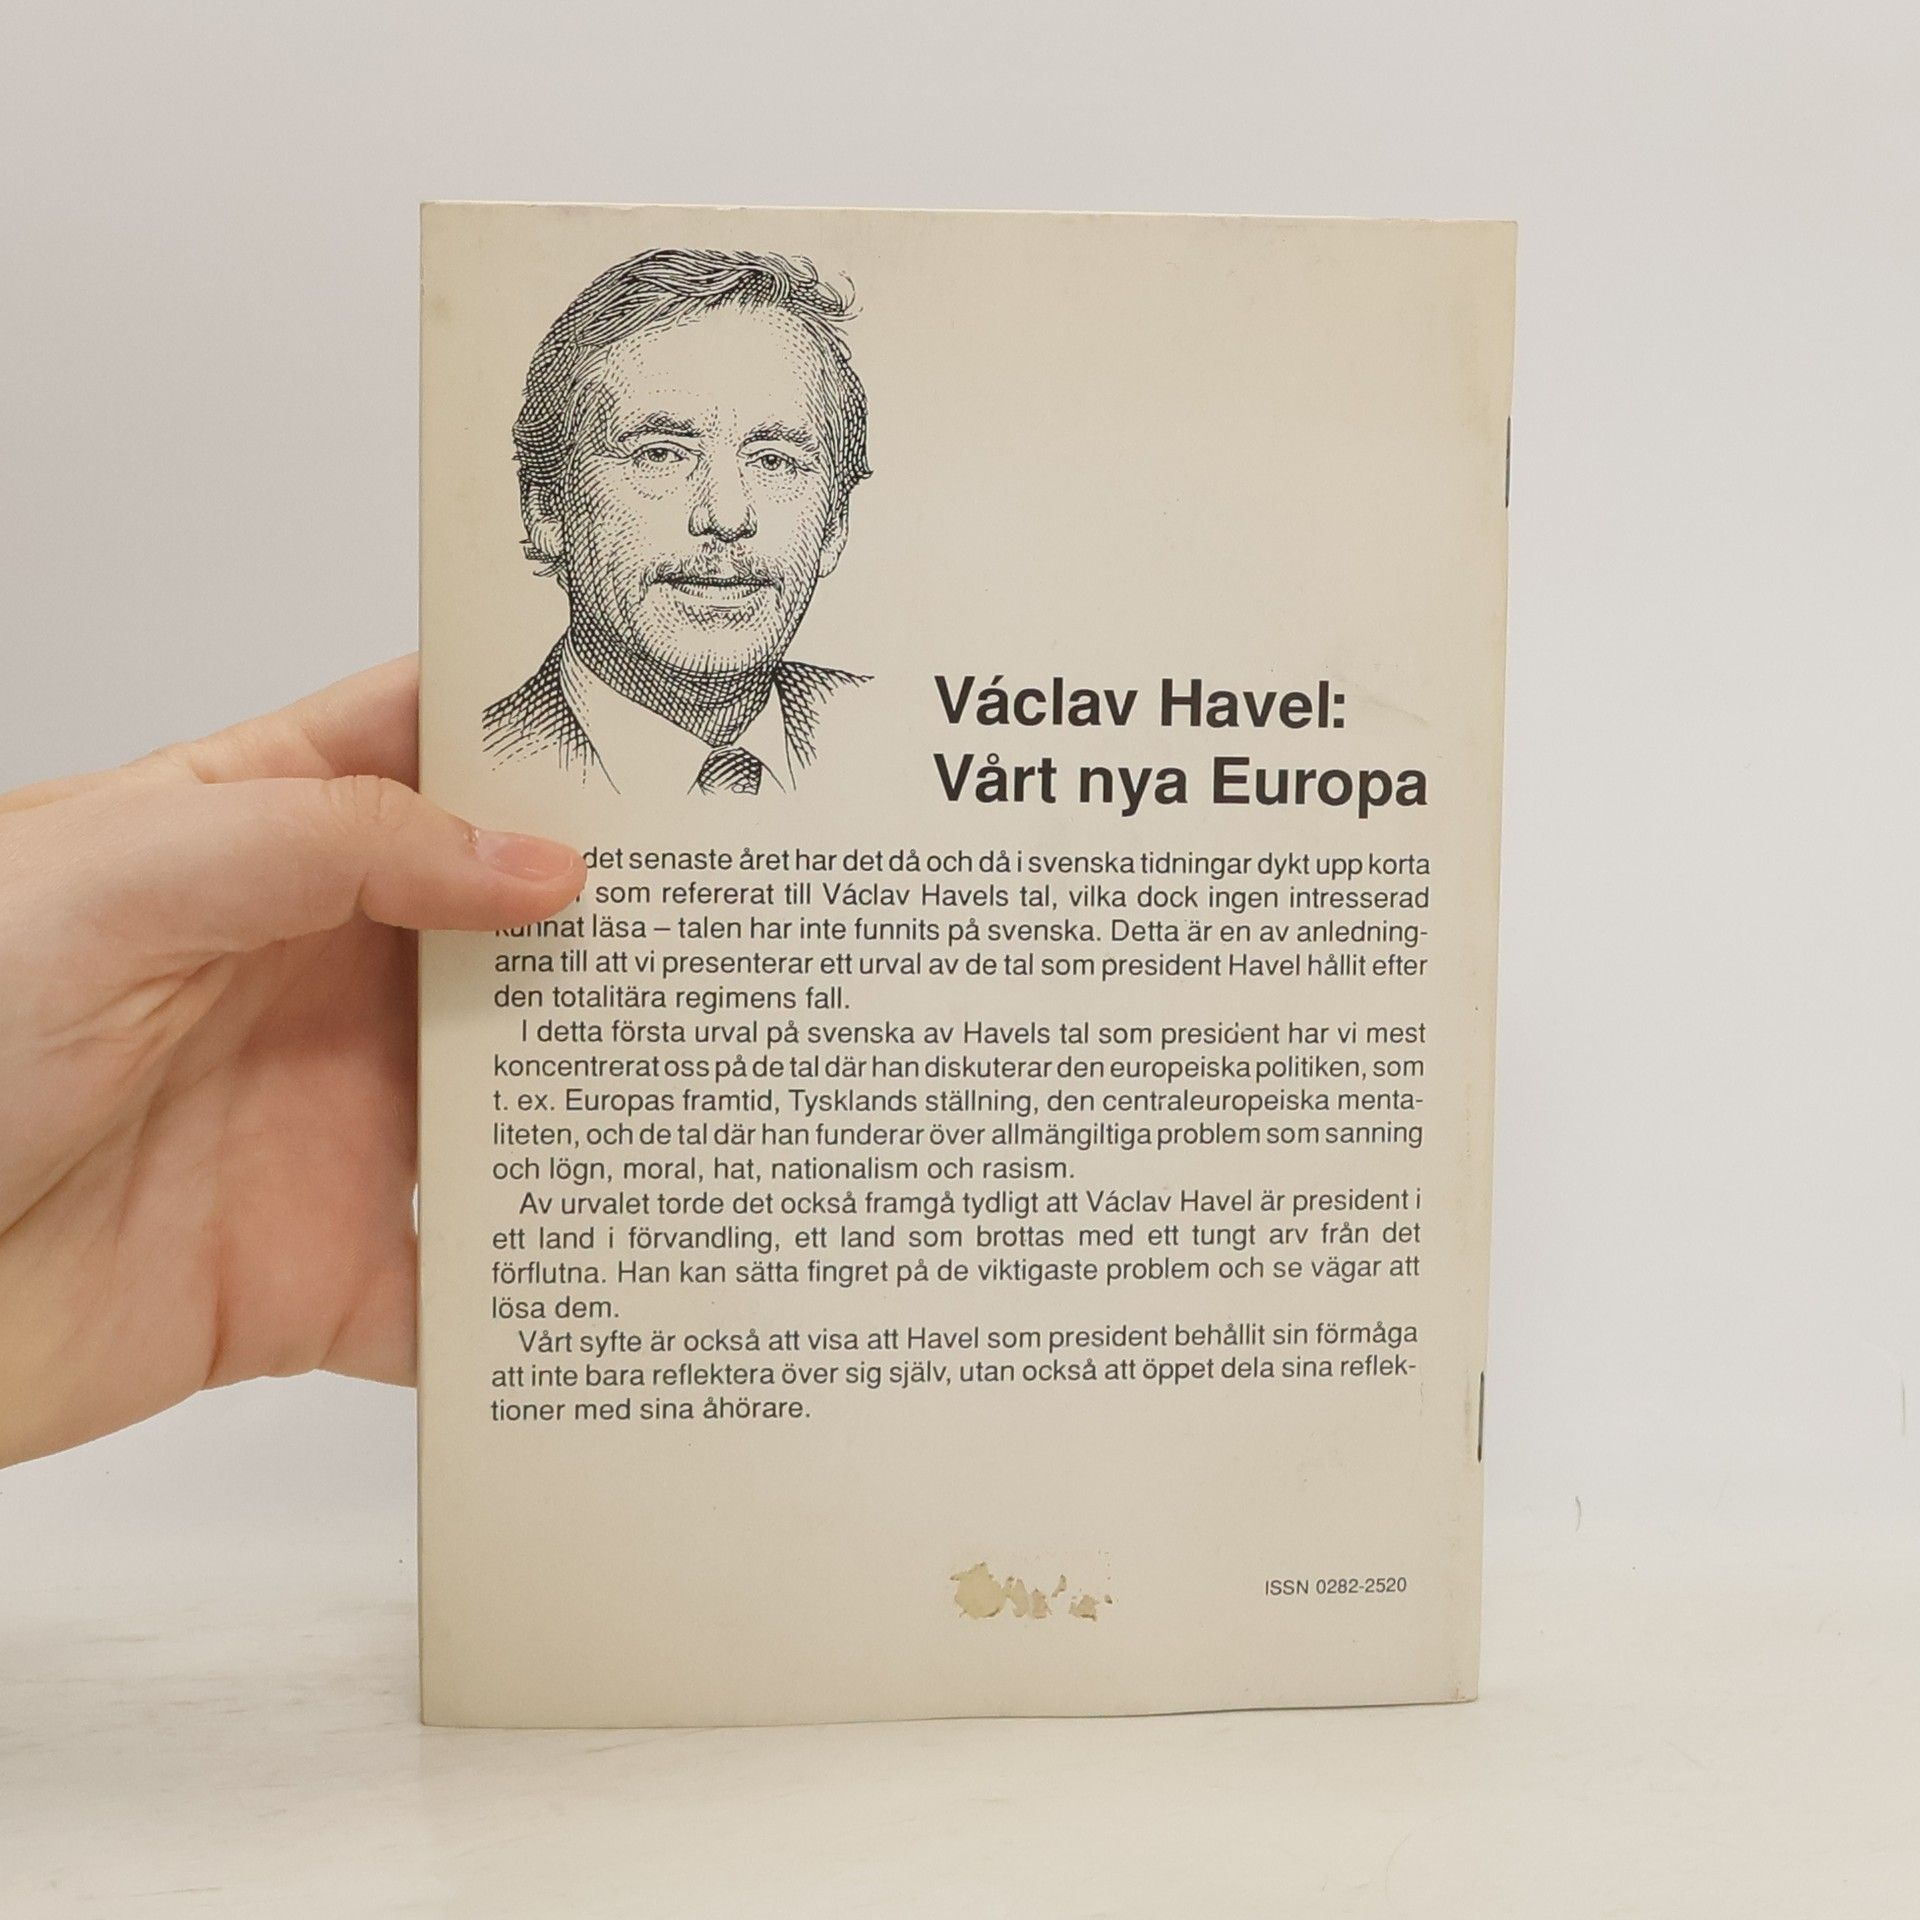 Václav Havel:
Vårt nya Europa
det senaste året har det då och då i svenska tidningar dykt upp korta
som refererat till Václav Havels tal, vilka dock ingen intresserad
kunnat läsa – talen har inte funnits på svenska. Detta är en av anledning-
arna till att vi presenterar ett urval av de tal som president Havel hållit efter
den totalitära regimens fall.
I detta första urval på svenska av Havels tal som president har vi mest
koncentrerat oss på de tal där han diskuterar den europeiska politiken, som
t. ex. Europas framtid, Tysklands ställning, den centraleuropeiska menta-
liteten, och de tal där han funderar över allmängiltiga problem som sanning
och lögn, moral, hat, nationalism och rasism.
Av urvalet torde det också framgå tydligt att Václav Havel är president i
ett land i förvandling, ett land som brottas med ett tungt arv från det
förflutna. Han kan sätta fingret på de viktigaste problem och se vägar att
lösa dem.
Vårt syfte är också att visa att Havel som president behållit sin förmåga
att inte bara reflektera över sig själv, utan också att öppet dela sina reflek-
tioner med sina åhörare.
ISSN 0282-2520